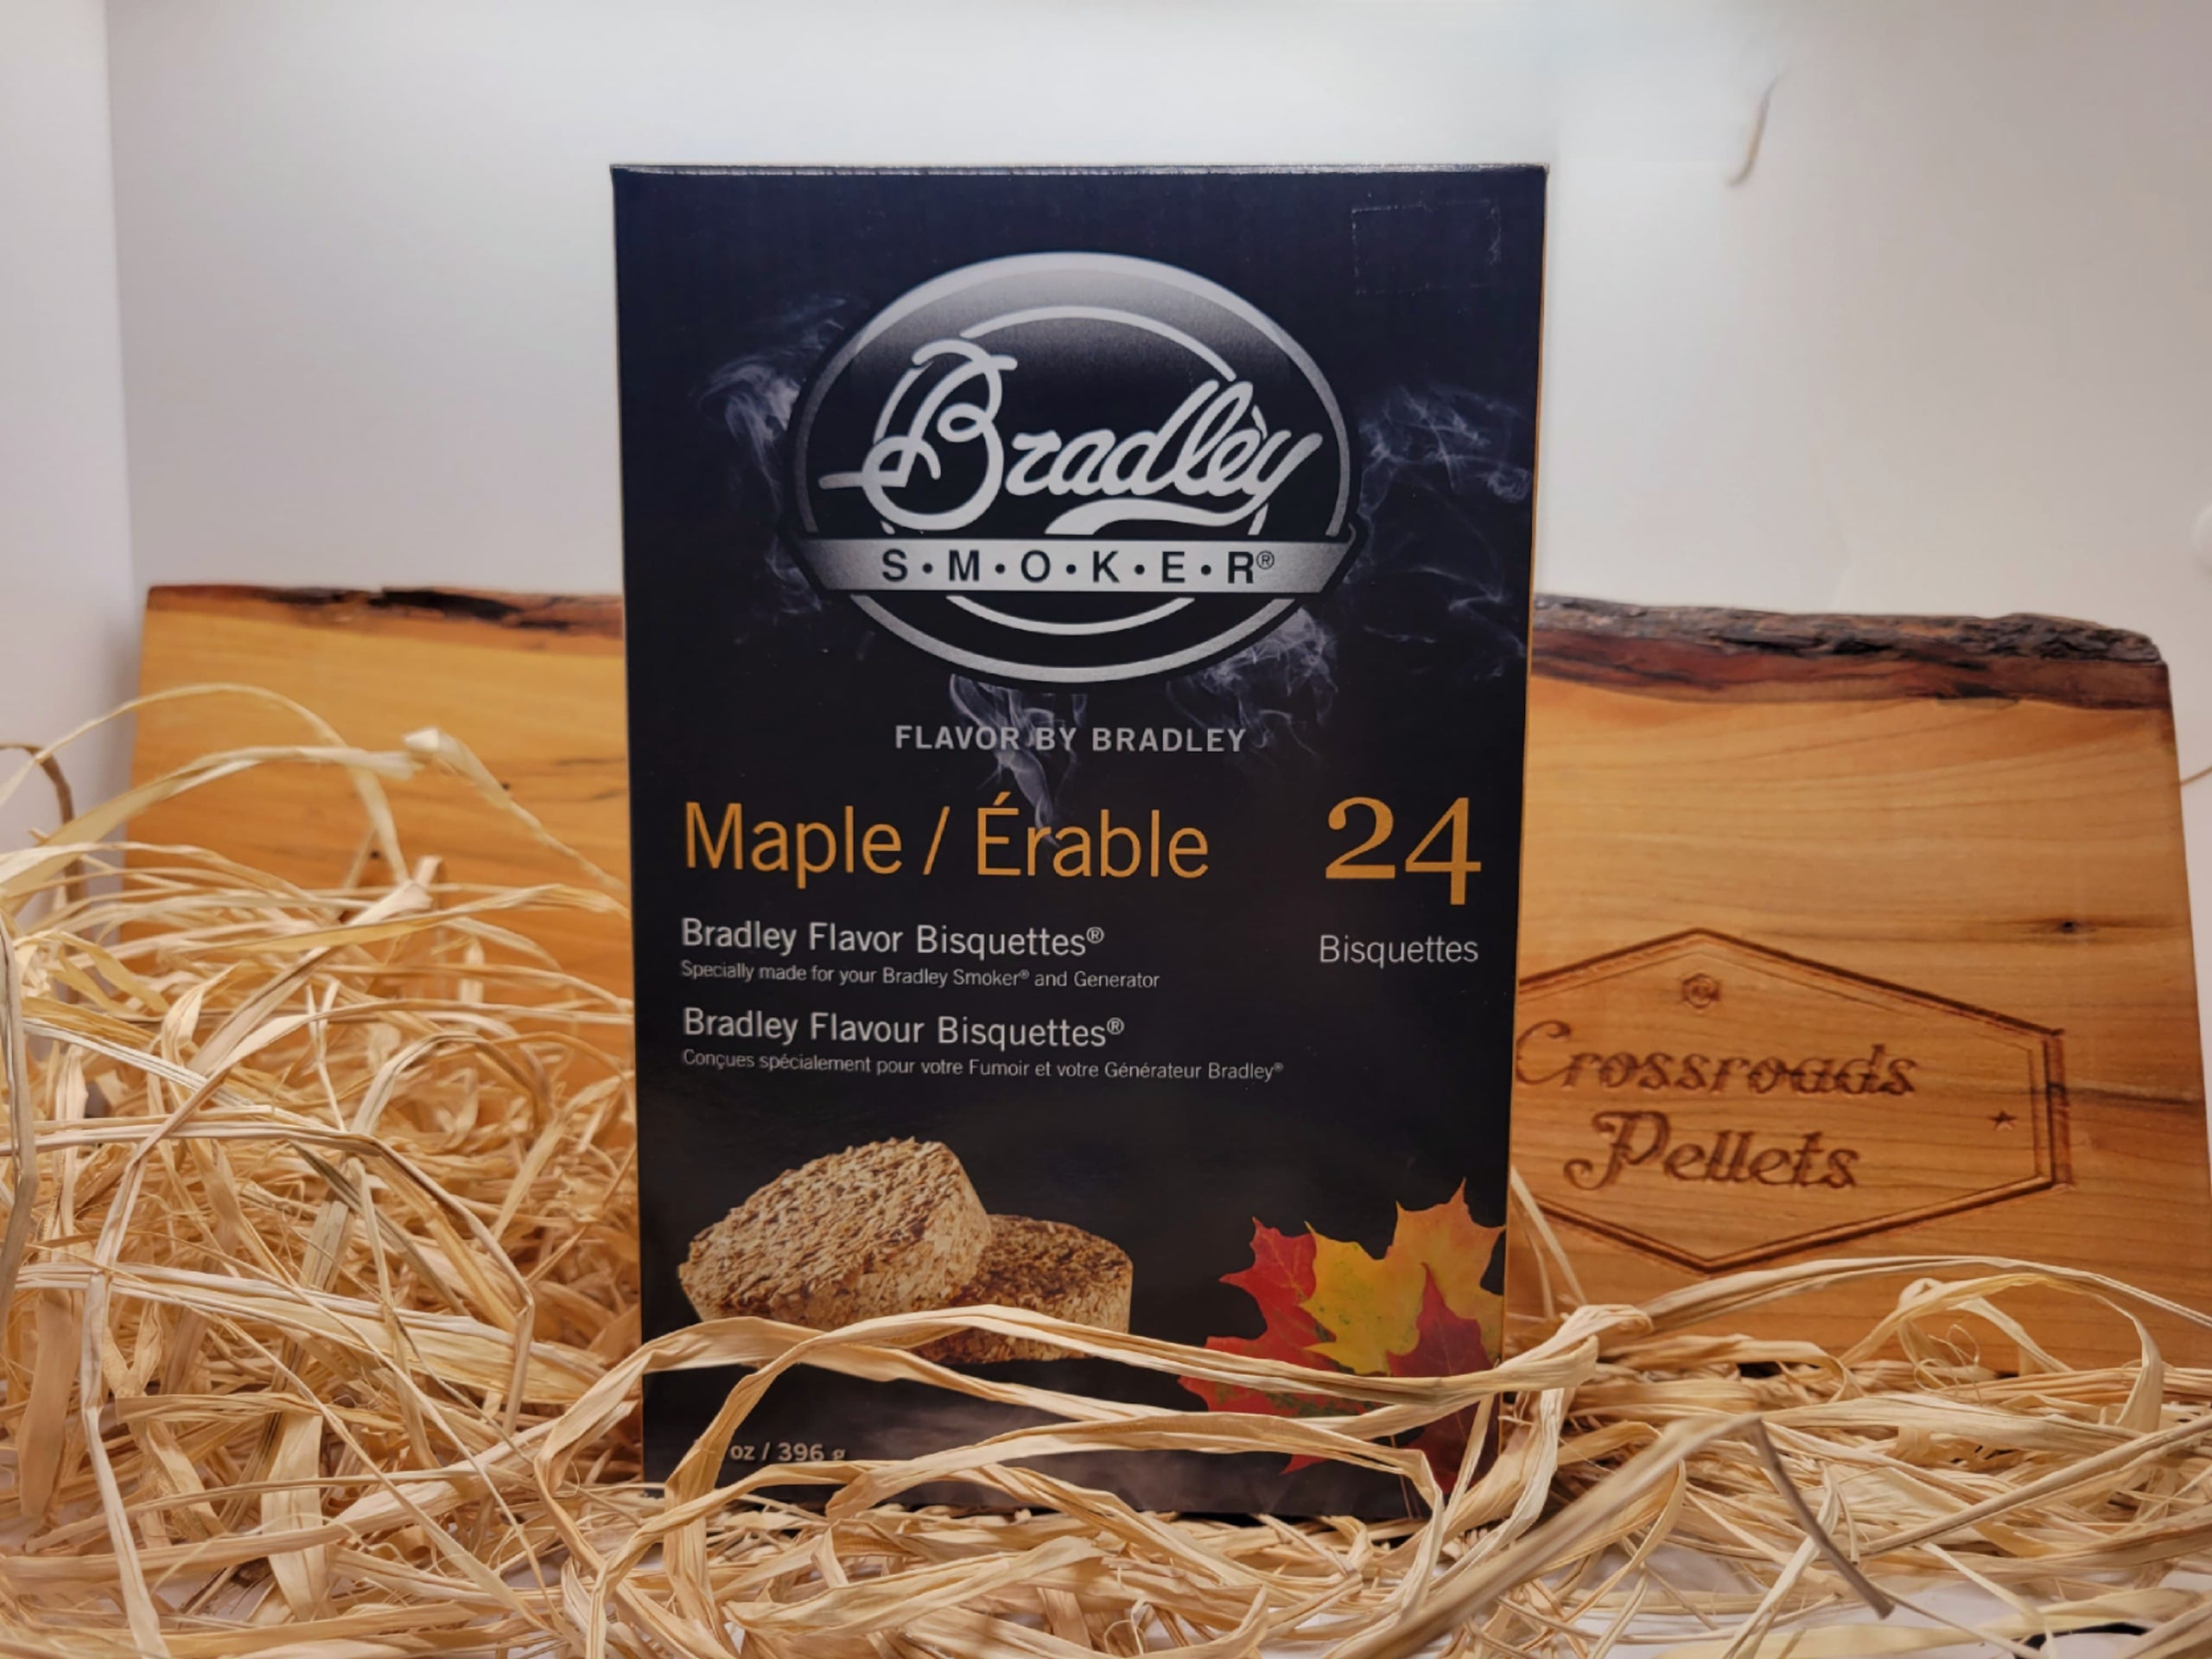 Bradley
S·M·O·K·E·R®
FLAVOR BY BRADLEY
Maple / Érable
24
Bisquettes
Bradley Flavor Bisquettes®
Specially made for your Bradley Smoker® and Generator
Bradley Flavour Bisquettes®
Conçues spécialement pour votre Fumoir et votre Générateur Bradley®
oz / 396 g
Crossroads
Pellets